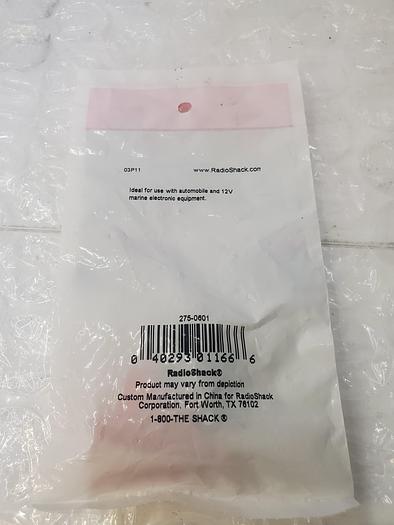 03P11 www.RadioShack.com
Ideal for use with automobile and 12V
marine electronic equipment.
275-0601
0 40293 01166 6
RadioShack®
Product may vary from depiction
Custom Manufactured in China for RadioShack
Corporation, Fort Worth, TX 76102
1-800-THE SHACK®